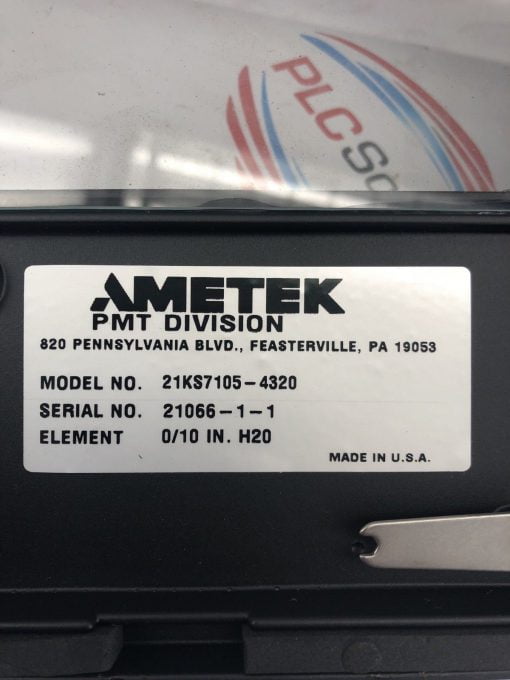 PLC
AMETEK
PMT DIVISION
820 PENNSYLVANIA BLVD., FEASTERVILLE, PA 19053
MODEL NO. 21KS7105-4320
SERIAL NO. 21066-1-1
ELEMENT 0/10 IN. H20
MADE IN U.S.A.